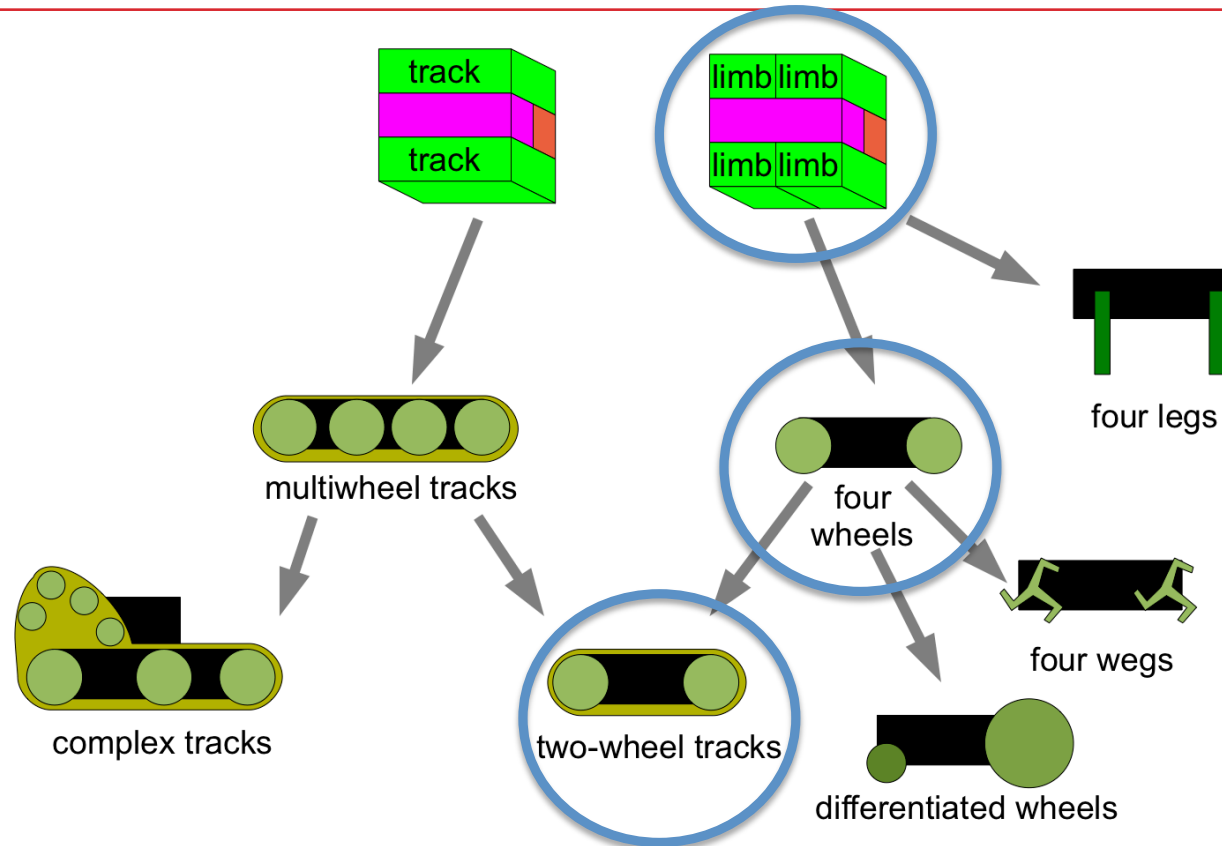 track
limb limb
track
limb limb
four legs
multiwheel tracks
four
wheels
four wegs
complex tracks
two-wheel tracks
differentiated wheels